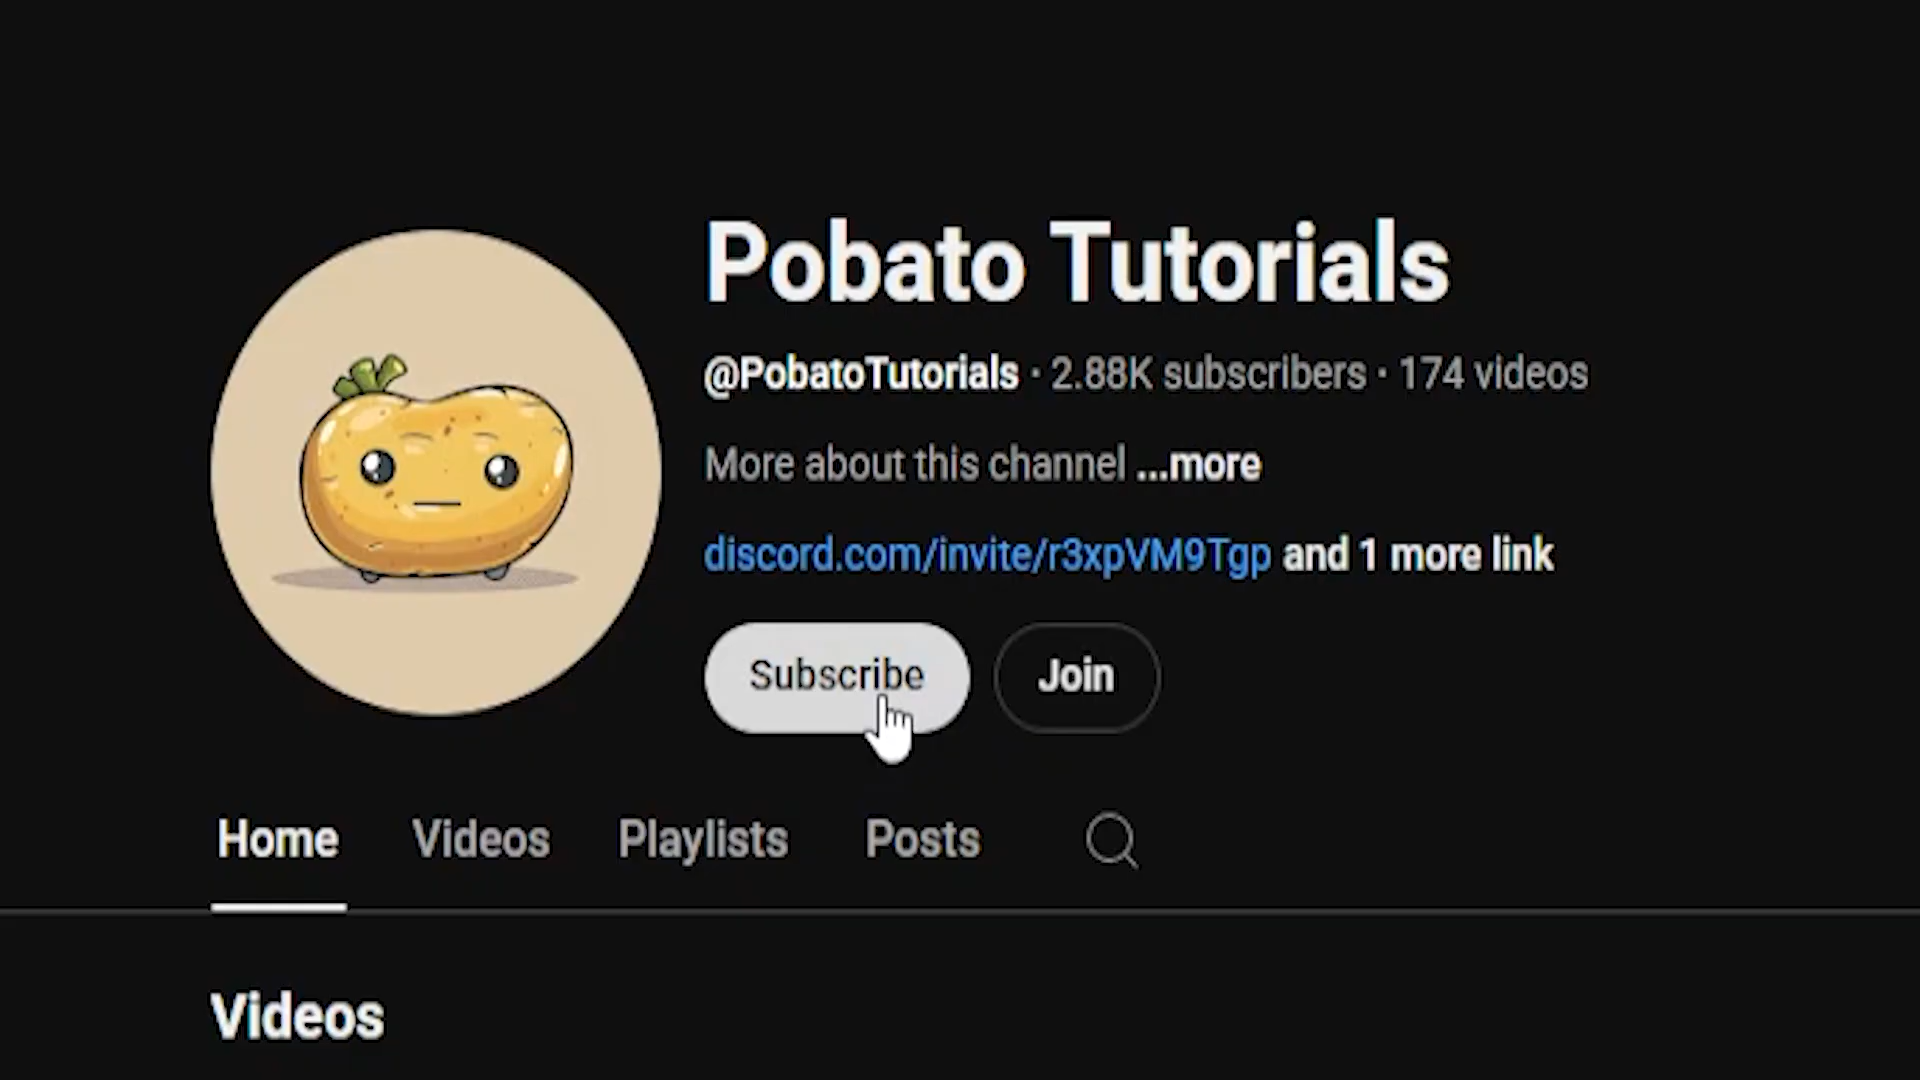 Pobato Tutorials
@PobatoTutorials · 2.88K subscribers · 174 videos
More about this channel ...more
discord.com/invite/r3xpVM9Tgp and 1 more link
Subscribe Join
Home Videos Playlists Posts
Videos